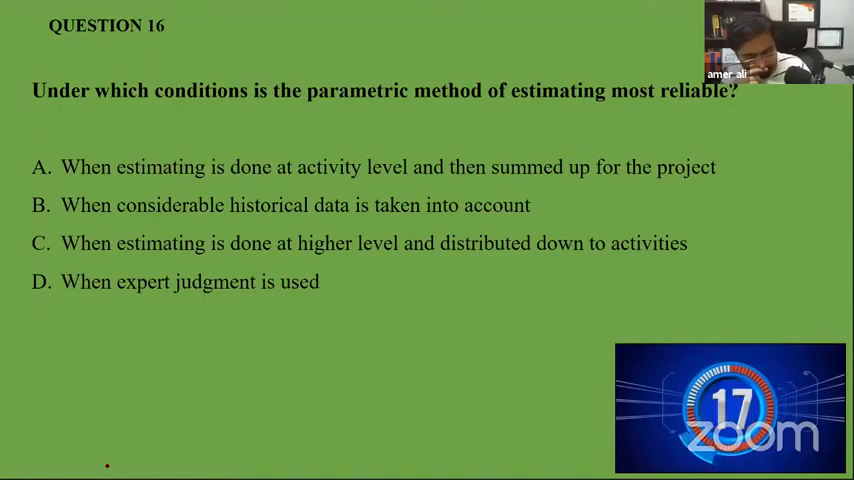 QUESTION 16
amer ali
Under which conditions is the parametric method of estimating most reliable?
A. When estimating is done at activity level and then summed up for the project
B. When considerable historical data is taken into account
C. When estimating is done at higher level and distributed down to activities
D. When expert judgment is used
17
zoom